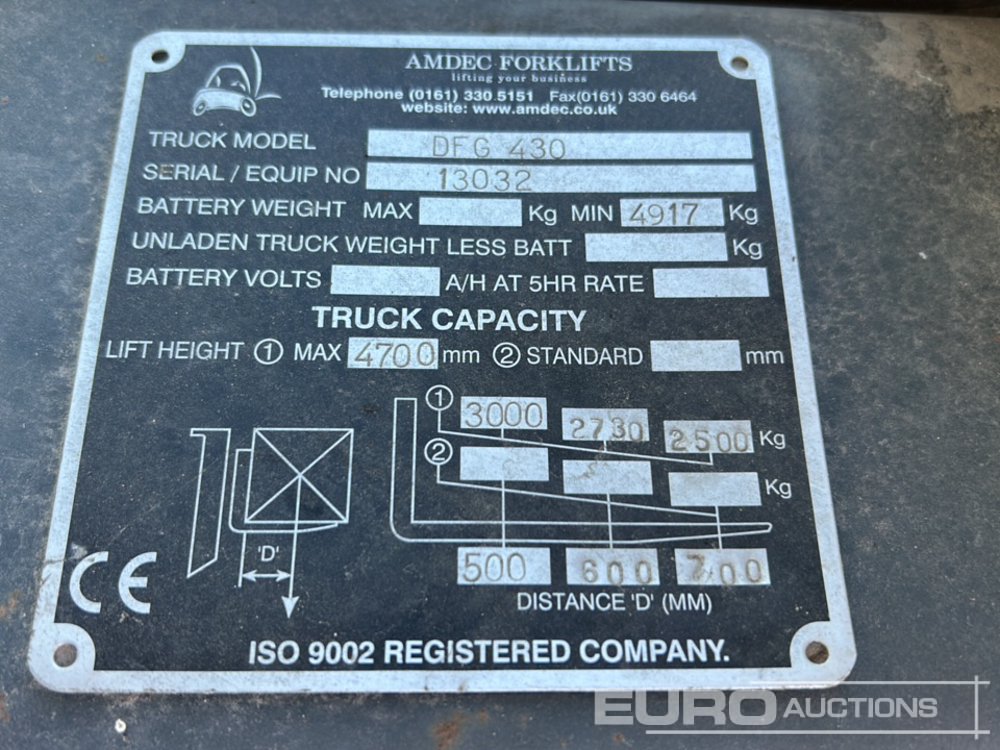 AMDEC FORKLIFTS
lifting your business
Telephone (0161) 330.5151 Fax(0161) 330 6464
website: www.amdec.co.uk
TRUCK MODEL DFG 430
SERIAL / EQUIP NO 13032
BATTERY WEIGHT MAX Kg MIN 4917 Kg
UNLADEN TRUCK WEIGHT LESS BATT Kg
BATTERY VOLTS A/H AT 5HR RATE
TRUCK CAPACITY
LIFT HEIGHT ① MAX 4700 mm ② STANDARD mm
① 3000 2730 2500 Kg
② Kg
'D'
500 600 700
DISTANCE 'D' (MM)
CE
ISO 9002 REGISTERED COMPANY.
EURO AUCTIONS